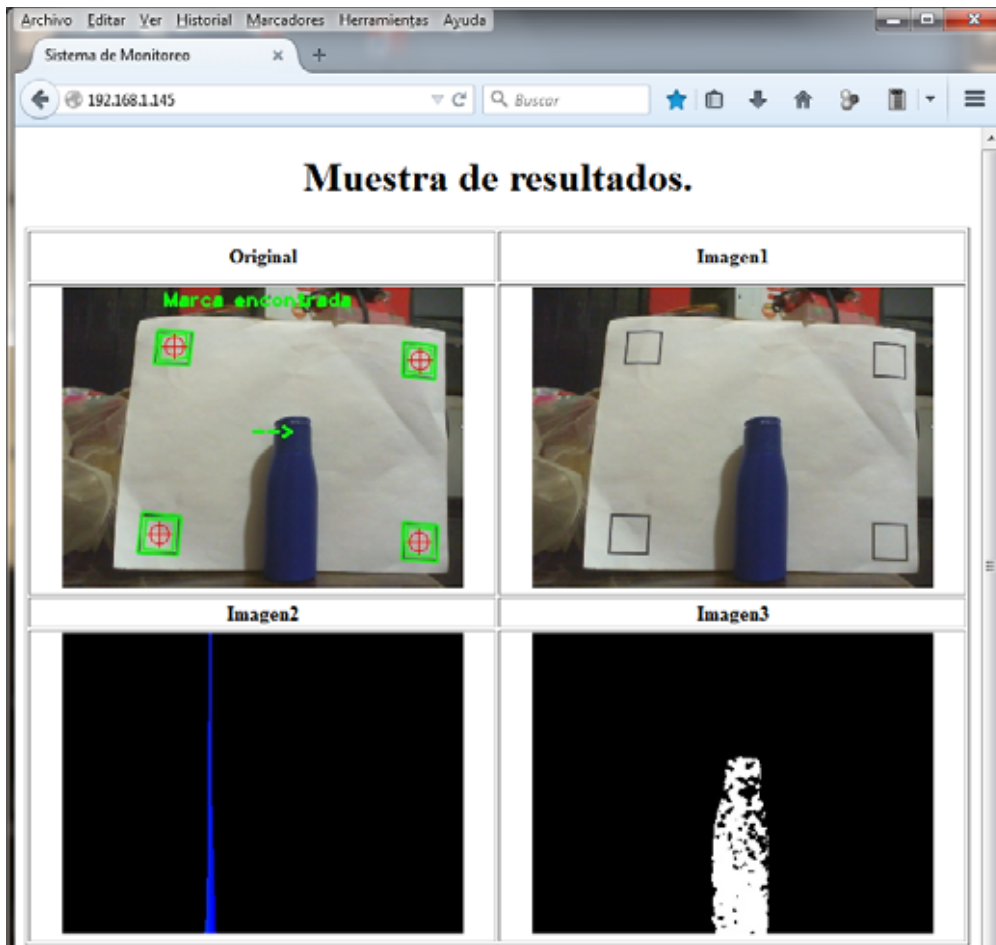 Archivo Editar Ver Historial Marcadores Herramientas Ayuda
Sistema de Monitoreo
192.168.1.145
Buscar
Muestra de resultados.
Original
Imagen1
Marca encontrada
Imagen2
Imagen3